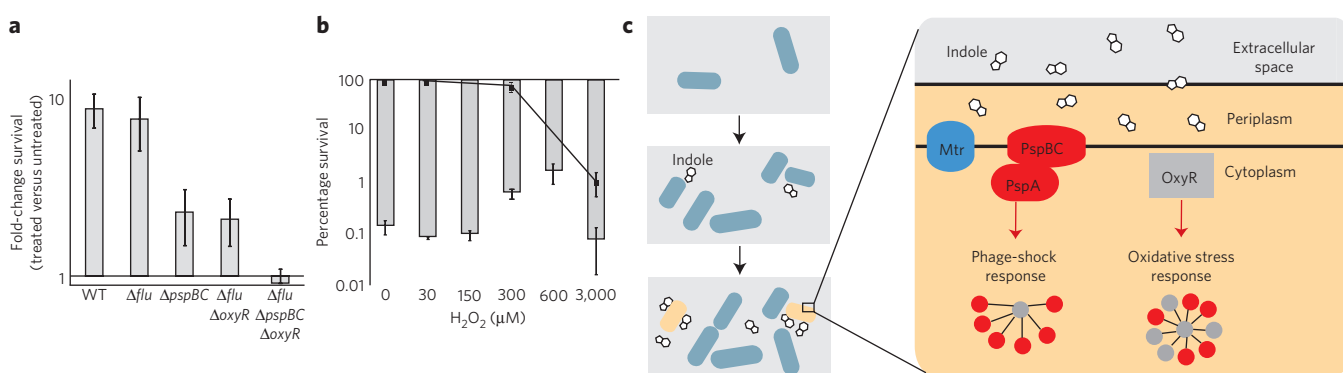 a
Fold-change survival
(treated versus untreated)
10
1
WT
Δflu
ΔpspBC
Δflu
ΔoxyR
Δflu
ΔpspBC
ΔoxyR
b
Percentage survival
100
10
1
0.1
0.01
0 30 150 300 600 3,000
H2O2 (μM)
c
Indole
Indole
Extracellular
space
Periplasm
Mtr
PspBC
PspA
OxyR
Cytoplasm
Phage-shock
response
Oxidative stress
response